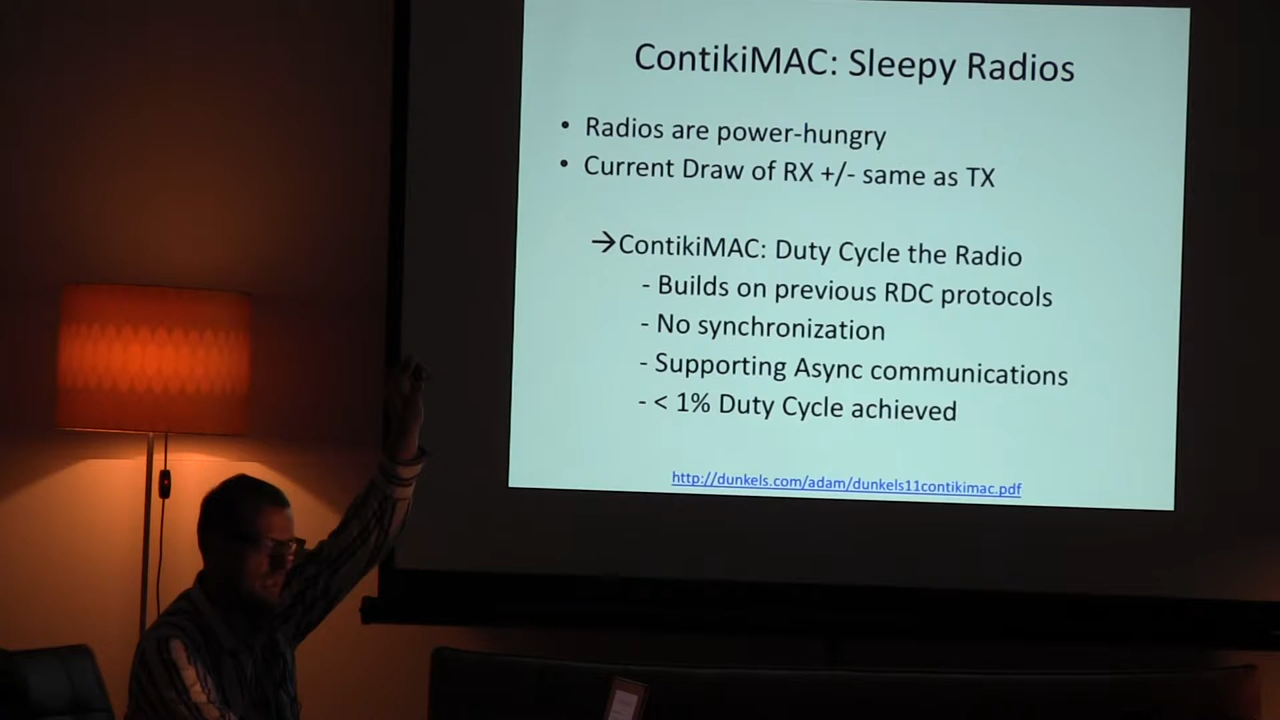 ContikiMAC: Sleepy Radios
• Radios are power-hungry
• Current Draw of RX +/- same as TX
→ContikiMAC: Duty Cycle the Radio
- Builds on previous RDC protocols
- No synchronization
- Supporting Async communications
- < 1% Duty Cycle achieved
http://dunkels.com/adam/dunkels11contikimac.pdf